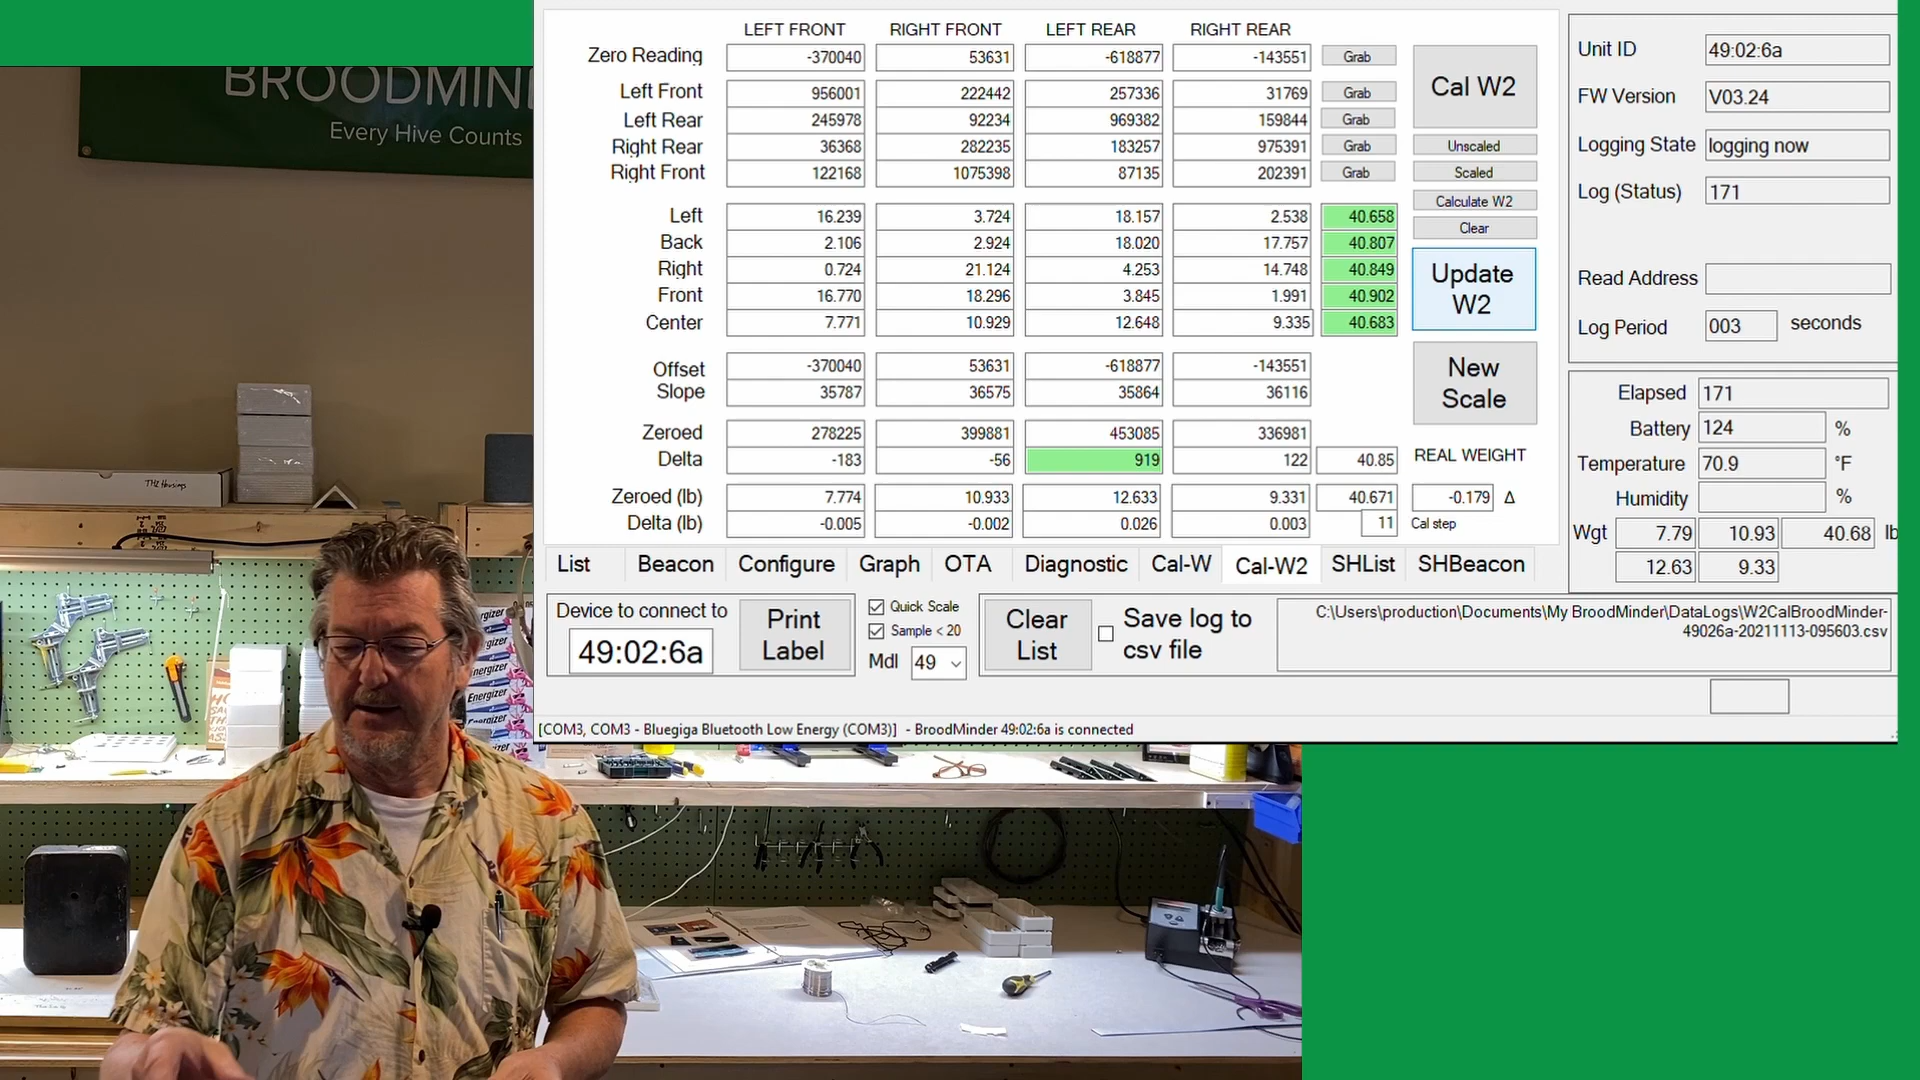 BROODMIN
Every Hive Counts
THz Housings
HO
SA
THE
ASS
Energizer
Energizer
Energizer
Energizer
LEFT FRONT RIGHT FRONT LEFT REAR RIGHT REAR
Zero Reading -370040 53631 -618877 -143551 Grab
Left Front 956001 222442 257336 31769 Grab
Left Rear 245978 92234 969382 159844 Grab
Right Rear 36368 282235 183257 975391 Grab
Right Front 122168 1075398 87135 202391 Grab
Left 16.239 3.724 18.157 2.538 40.658
Back 2.106 2.924 18.020 17.757 40.807
Right 0.724 21.124 4.253 14.748 40.849
Front 16.770 18.296 3.845 1.991 40.902
Center 7.771 10.929 12.648 9.335 40.683
Offset -370040 53631 -618877 -143551
Slope 35787 36575 35864 36116
Zeroed 278225 399881 453085 336981
Delta -183 -56 919 122 40.85 REAL WEIGHT
Zeroed (lb) 7.774 10.933 12.633 9.331 40.671 -0.179 Δ
Delta (lb) -0.005 -0.002 0.026 0.003 11 Cal step
Cal W2
Unscaled
Scaled
Calculate W2
Clear
Update
W2
New
Scale
Unit ID 49:02:6a
FW Version V03.24
Logging State logging now
Log (Status) 171
Read Address
Log Period 003 seconds
Elapsed 171
Battery 124 %
Temperature 70.9 °F
Humidity %
Wgt 7.79 10.93 40.68 lb
12.63 9.33
List Beacon Configure Graph OTA Diagnostic Cal-W Cal-W2 SHList SHBeacon
Device to connect to
49:02:6a
Print
Label
Quick Scale
Sample < 20
Mdl 49
Clear
List
Save log to
csv file
C:\Users\production\Documents\My BroodMinder\DataLogs\W2CalBroodMinder-
49026a-20211113-095603.csv
[COM3, COM3 - Bluegiga Bluetooth Low Energy (COM3)] - BroodMinder 49:02:6a is connected